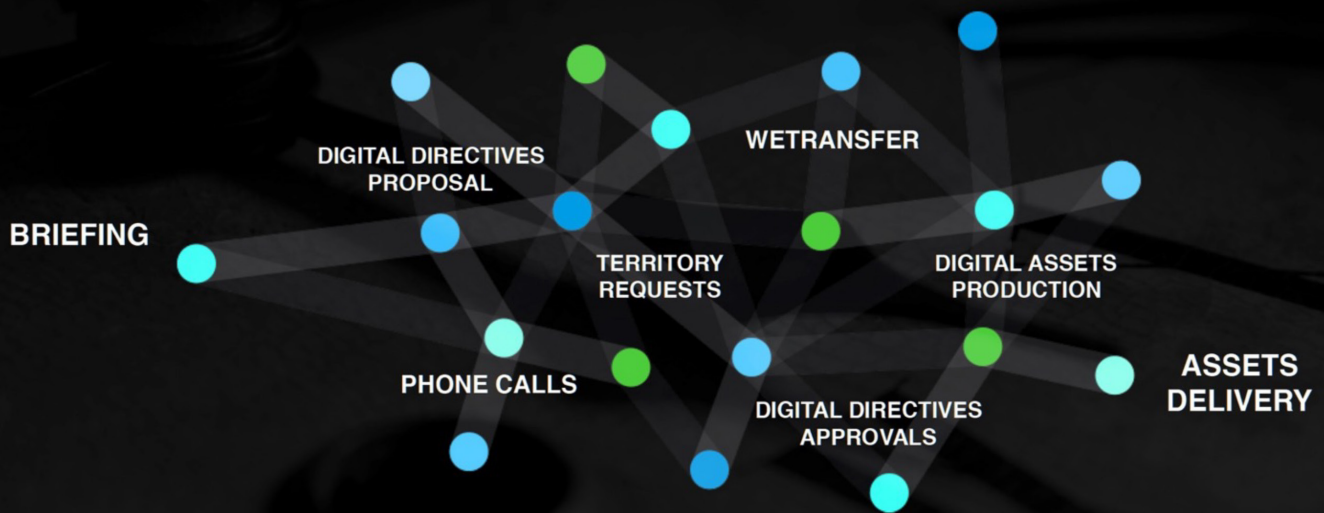 BRIEFING
DIGITAL DIRECTIVES
PROPOSAL
PHONE CALLS
TERRITORY
REQUESTS
WETRANSFER
DIGITAL DIRECTIVES
APPROVALS
DIGITAL ASSETS
PRODUCTION
ASSETS
DELIVERY